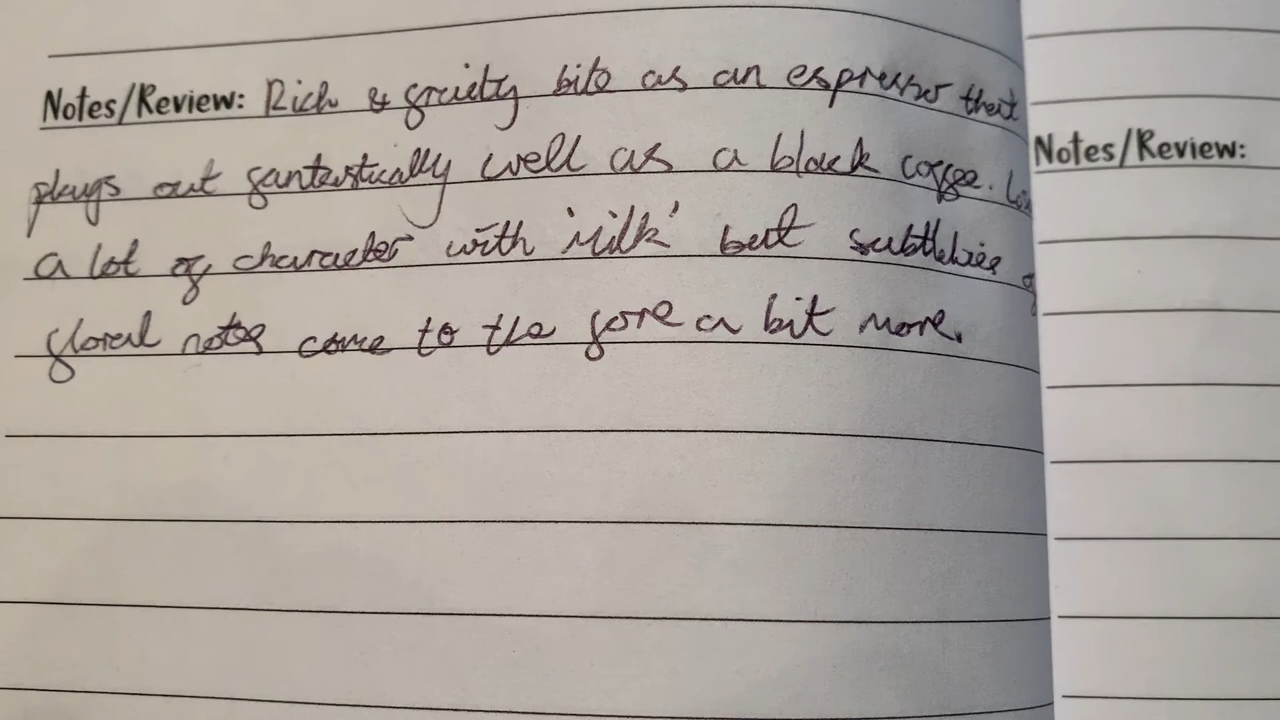 Notes/Review: Rich & fruity bite as an espresso that
plays out fantastically well as a black coffee.
a lot of character with 'milk' but subtleties of
floral notes come to the fore a bit more.
Notes/Review: